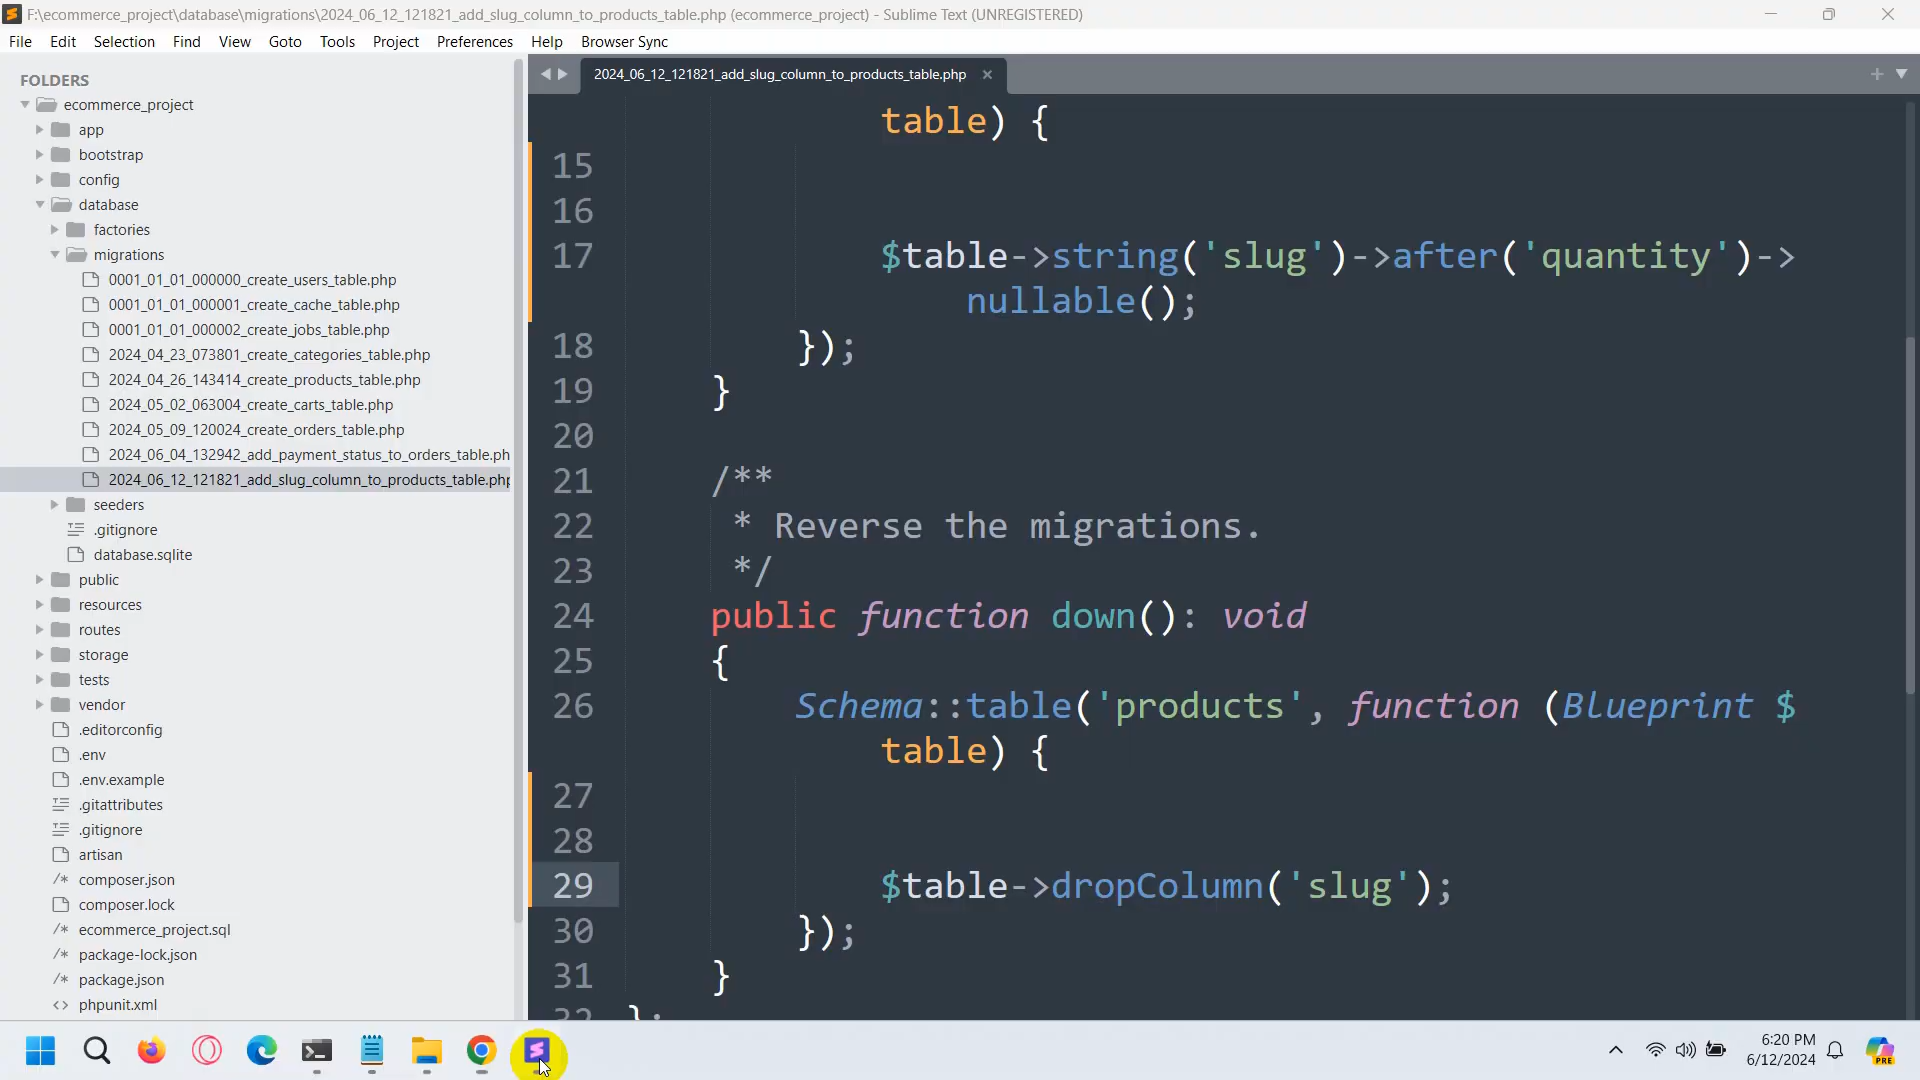 F:\ecommerce_project\database\migrations\2024_06_12_121821_add_slug_column_to_products_table.php (ecommerce_project) - Sublime Text (UNREGISTERED)
File Edit Selection Find View Goto Tools Project Preferences Help Browser Sync
FOLDERS
ecommerce_project
app
bootstrap
config
database
factories
migrations
0001_01_01_000000_create_users_table.php
0001_01_01_000001_create_cache_table.php
0001_01_01_000002_create_jobs_table.php
2024_04_23_073801_create_categories_table.php
2024_04_26_143414_create_products_table.php
2024_05_02_063004_create_carts_table.php
2024_05_09_120024_create_orders_table.php
2024_06_04_132942_add_payment_status_to_orders_table.ph
2024_06_12_121821_add_slug_column_to_products_table.php
seeders
.gitignore
database.sqlite
public
resources
routes
storage
tests
vendor
.editorconfig
.env
.env.example
.gitattributes
.gitignore
artisan
composer.json
composer.lock
ecommerce_project.sql
package-lock.json
package.json
phpunit.xml
2024_06_12_121821_add_slug_column_to_products_table.php
table) {
15
16
17 $table->string('slug')->after('quantity')->
nullable();
18 });
19 }
20
21 /**
22 * Reverse the migrations.
23 */
24 public function down(): void
25 {
26 Schema::table('products', function (Blueprint $
table) {
27
28
29 $table->dropColumn('slug');
30 });
31 }
32 };
6:20 PM
6/12/2024
PRE